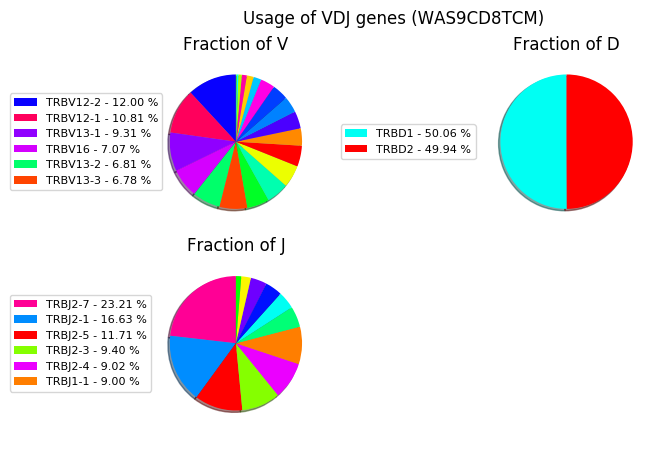 Usage of VDJ genes (WAS9CD8TCM)
Fraction of V
TRBV12-2 - 12.00 %
TRBV12-1 - 10.81 %
TRBV13-1 - 9.31 %
TRBV16 - 7.07 %
TRBV13-2 - 6.81 %
TRBV13-3 - 6.78 %
Fraction of D
TRBD1 - 50.06 %
TRBD2 - 49.94 %
Fraction of J
TRBJ2-7 - 23.21 %
TRBJ2-1 - 16.63 %
TRBJ2-5 - 11.71 %
TRBJ2-3 - 9.40 %
TRBJ2-4 - 9.02 %
TRBJ1-1 - 9.00 %